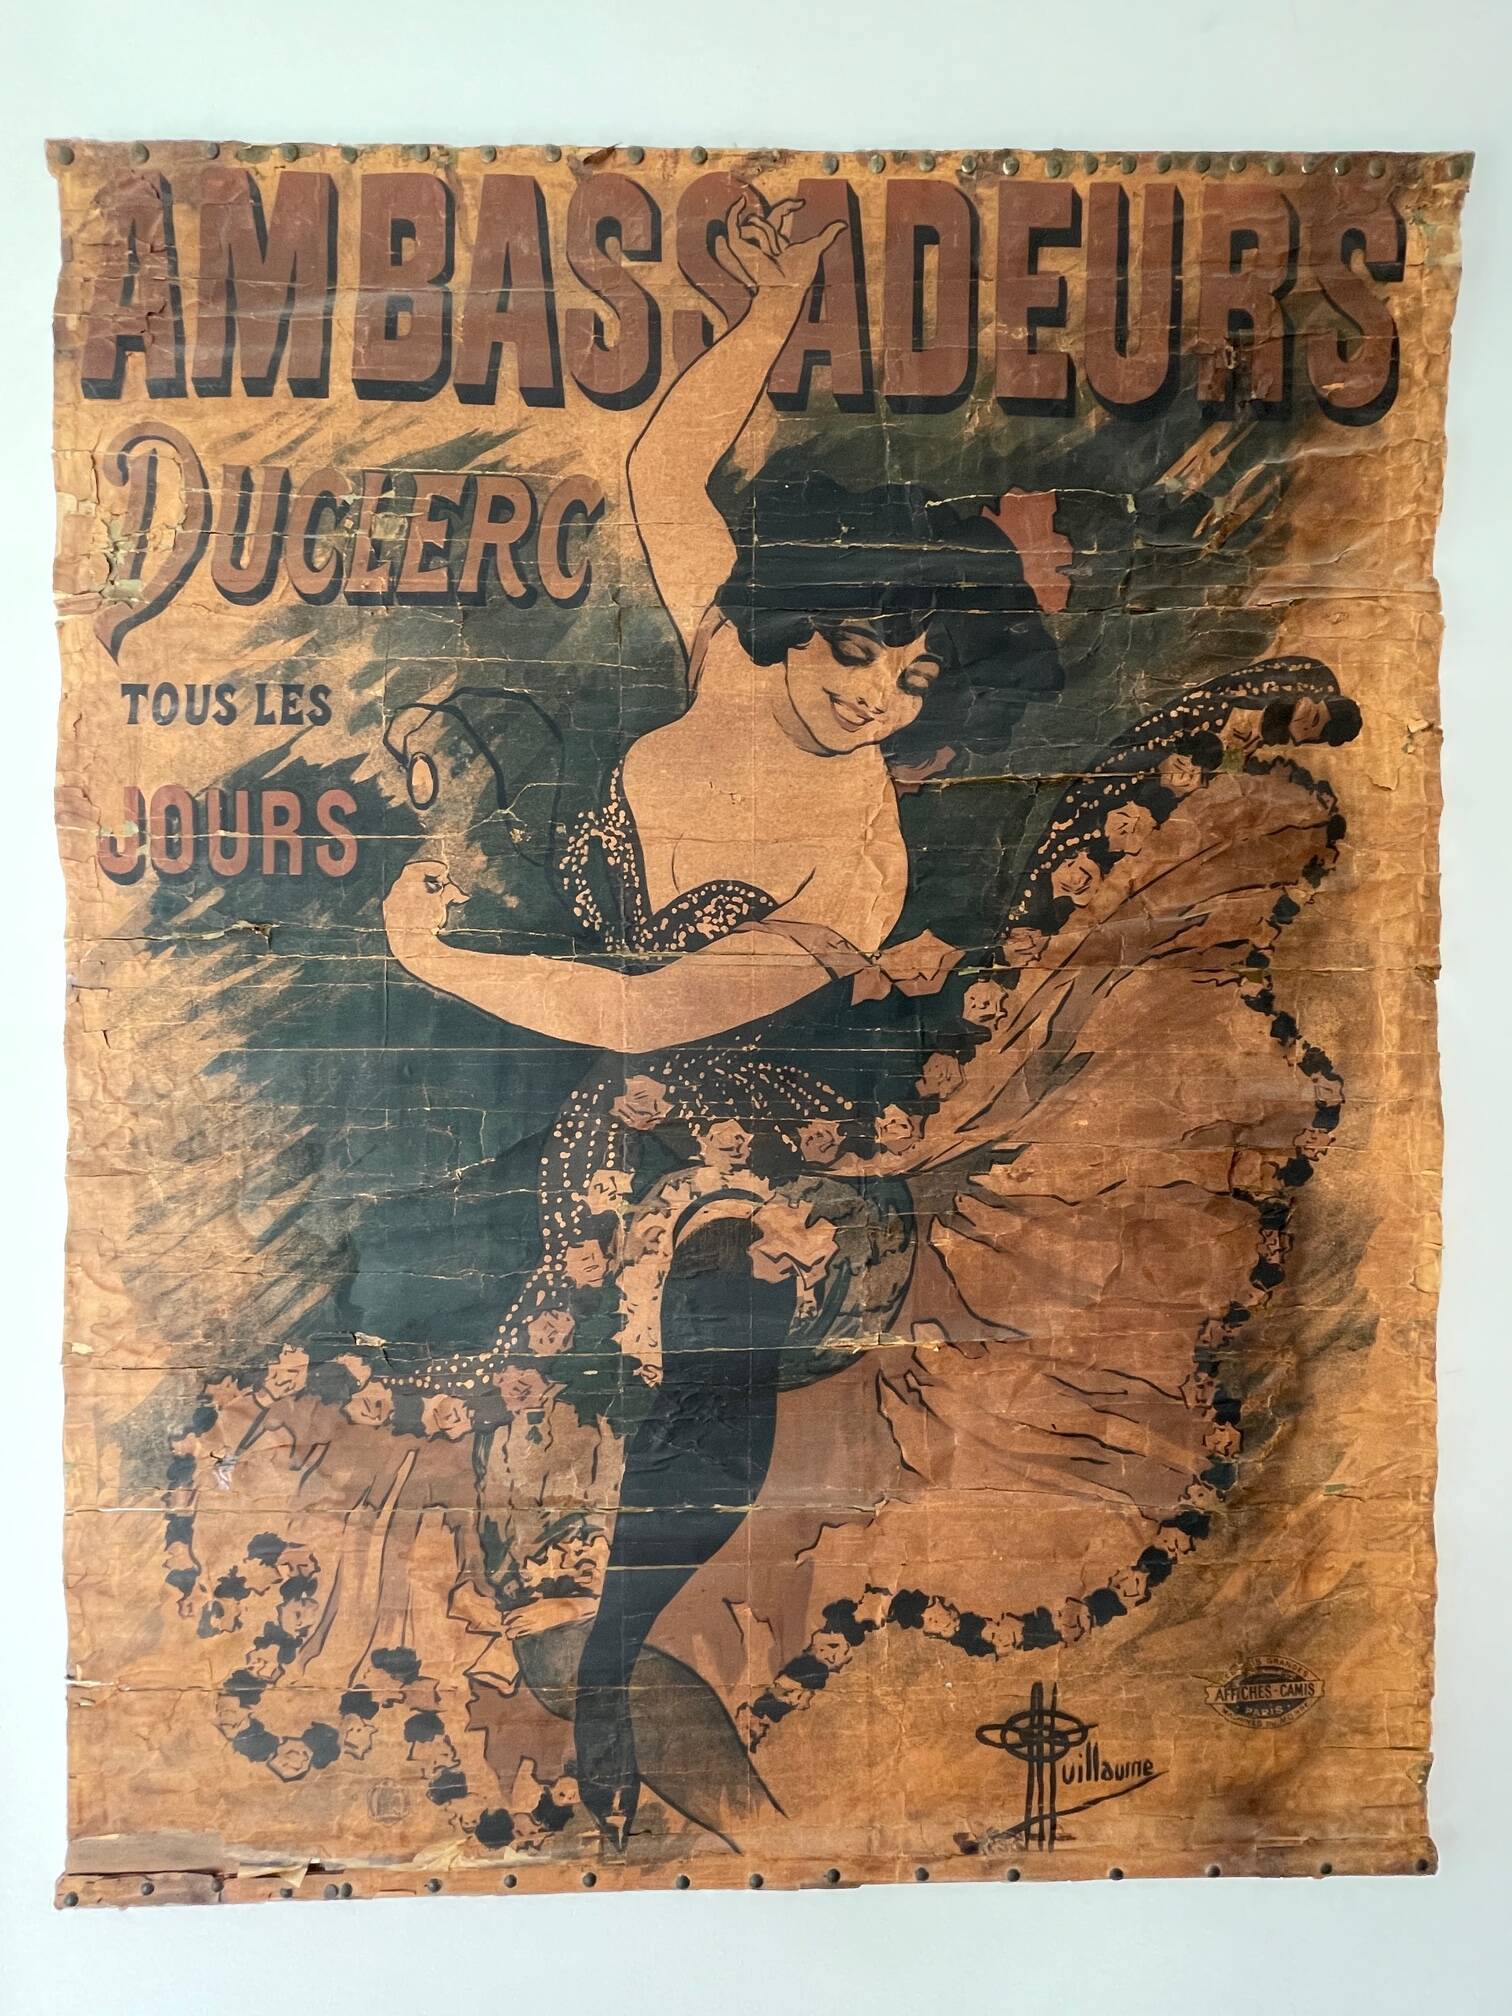 AMBASSADEURS
DUCLERC
TOUS LES
JOURS
AFFICHES-CAMIS
PARIS
Guillaume